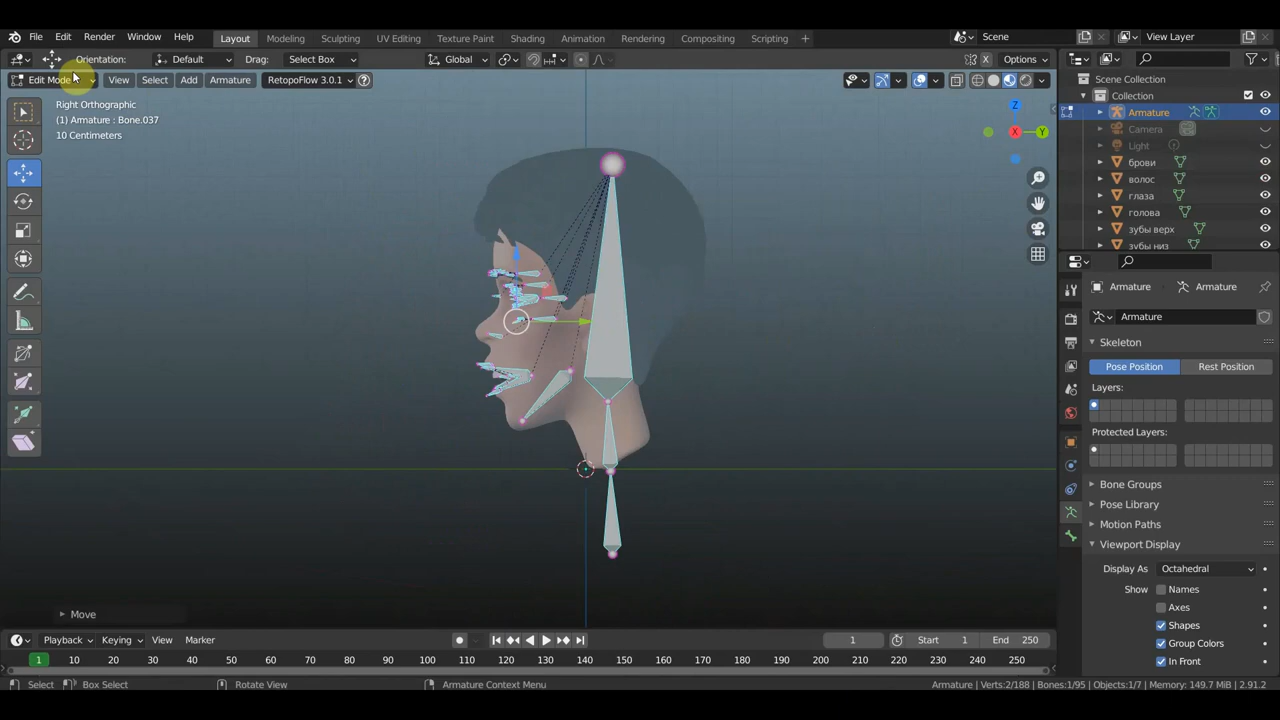 File Edit Render Window Help Layout Modeling Sculpting UV Editing Texture Paint Shading Animation Rendering Compositing Scripting + Scene View Layer
Orientation: Default Drag: Select Box Global Options
Edit Mode View Select Add Armature RetopoFlow 3.0.1
Right Orthographic
(1) Armature : Bone.037
10 Centimeters
Z
X
Y
Scene Collection
Collection
Armature
Camera
Light
брови
волос
глаза
голова
зубы верх
зубы низ
Armature Armature
Armature
Skeleton
Pose Position Rest Position
Layers:
Protected Layers:
Bone Groups
Pose Library
Motion Paths
Viewport Display
Display As Octahedral
Show Names
Axes
Shapes
Group Colors
In Front
Move
Playback Keying View Marker 1 Start 1 End 250
1 10 20 30 40 50 60 70 80 90 100 110 120 130 140 150 160 170 180 190 200 210 220 230 240 250
Select Box Select Rotate View Armature Context Menu Armature | Verts:2/188 | Bones:1/95 | Objects:1/7 | Memory: 149.7 MiB | 2.91.2